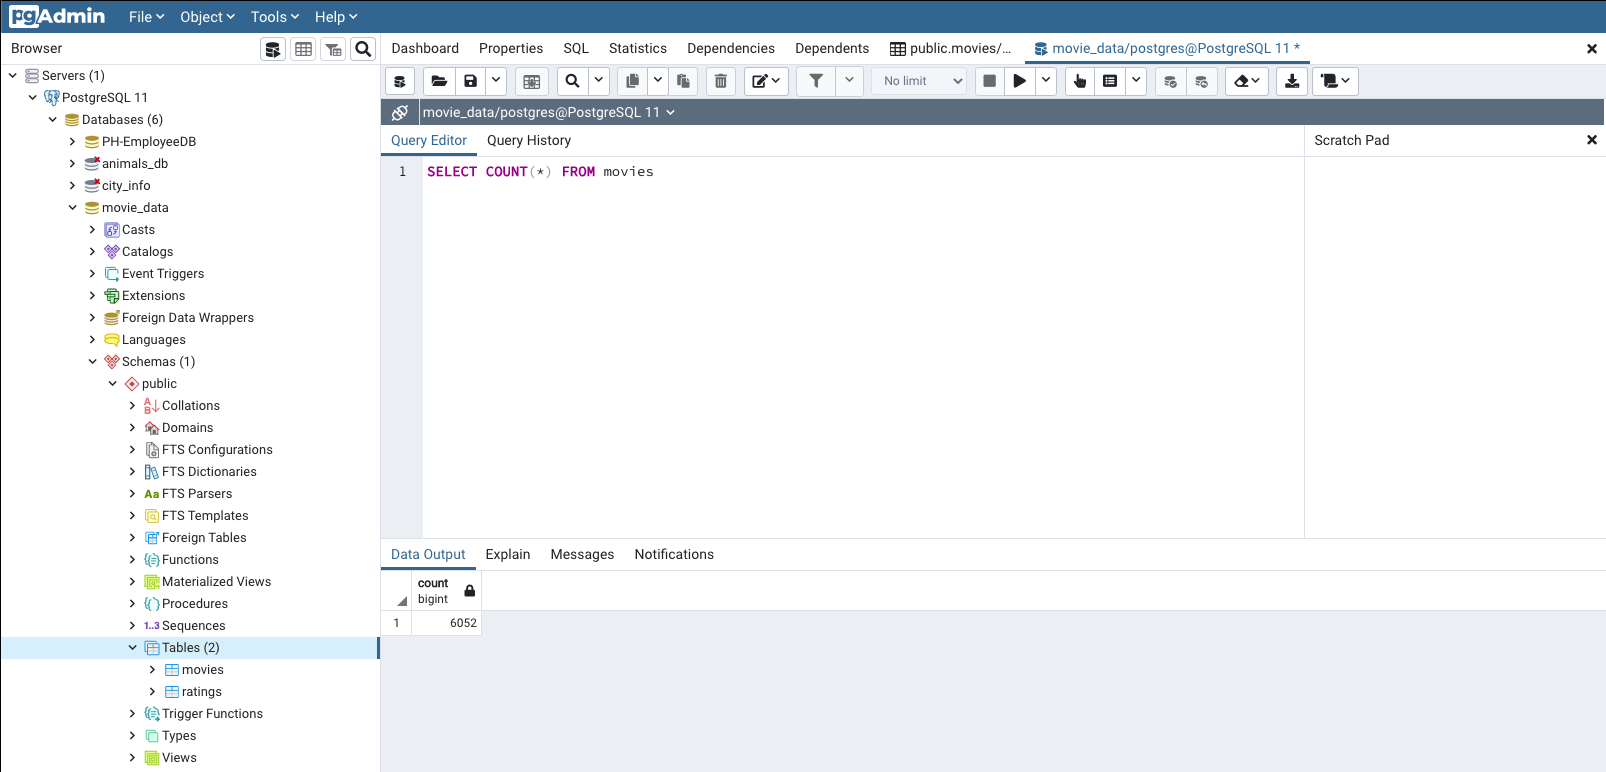 pgAdmin File Object Tools Help
Browser
Dashboard Properties SQL Statistics Dependencies Dependents public.movies/... movie_data/postgres@PostgreSQL 11 *
No limit
movie_data/postgres@PostgreSQL 11
Query Editor Query History
Scratch Pad
1 SELECT COUNT(*) FROM movies
Servers (1)
PostgreSQL 11
Databases (6)
PH-EmployeeDB
animals_db
city_info
movie_data
Casts
Catalogs
Event Triggers
Extensions
Foreign Data Wrappers
Languages
Schemas (1)
public
Collations
Domains
FTS Configurations
FTS Dictionaries
Aa FTS Parsers
FTS Templates
Foreign Tables
Functions
Materialized Views
Procedures
1..3 Sequences
Tables (2)
movies
ratings
Trigger Functions
Types
Views
Data Output Explain Messages Notifications
count
bigint
1 6052